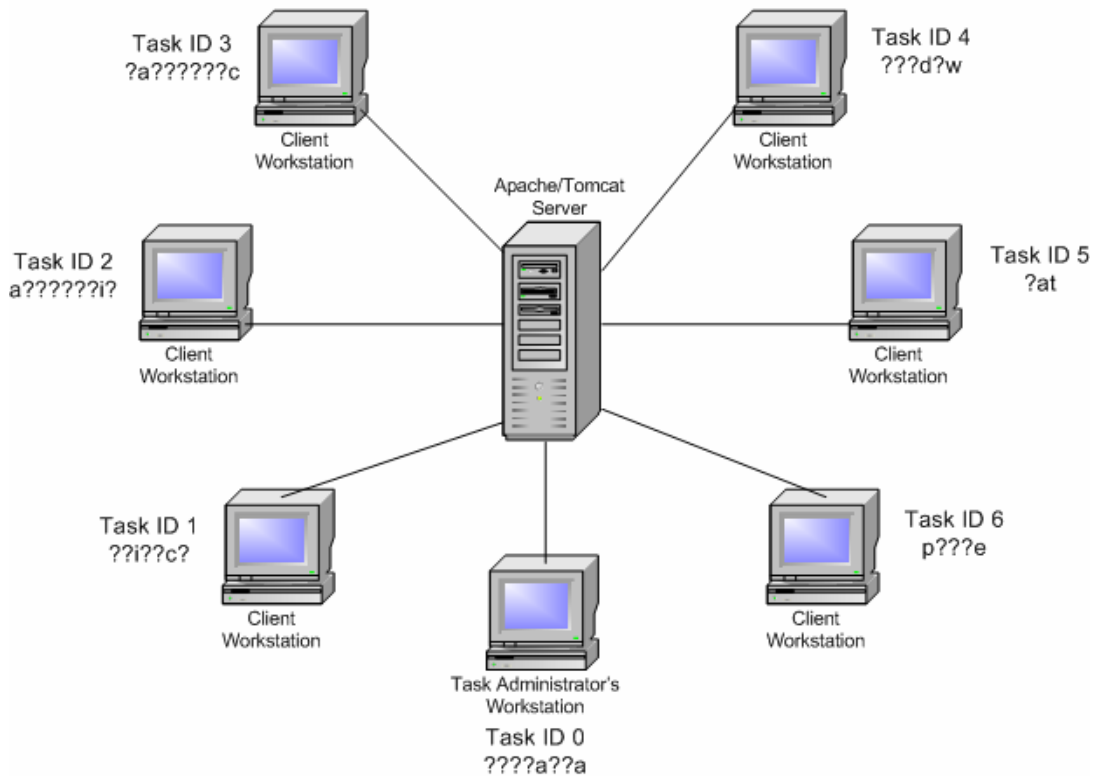 Task ID 3
?a??????c
Client
Workstation
Task ID 4
???d?w
Client
Workstation
Apache/Tomcat
Server
Task ID 2
a??????i?
Client
Workstation
Task ID 5
?at
Client
Workstation
Task ID 1
??i??c?
Client
Workstation
Task ID 6
p???e
Client
Workstation
Task Administrator's
Workstation
Task ID 0
????a??a